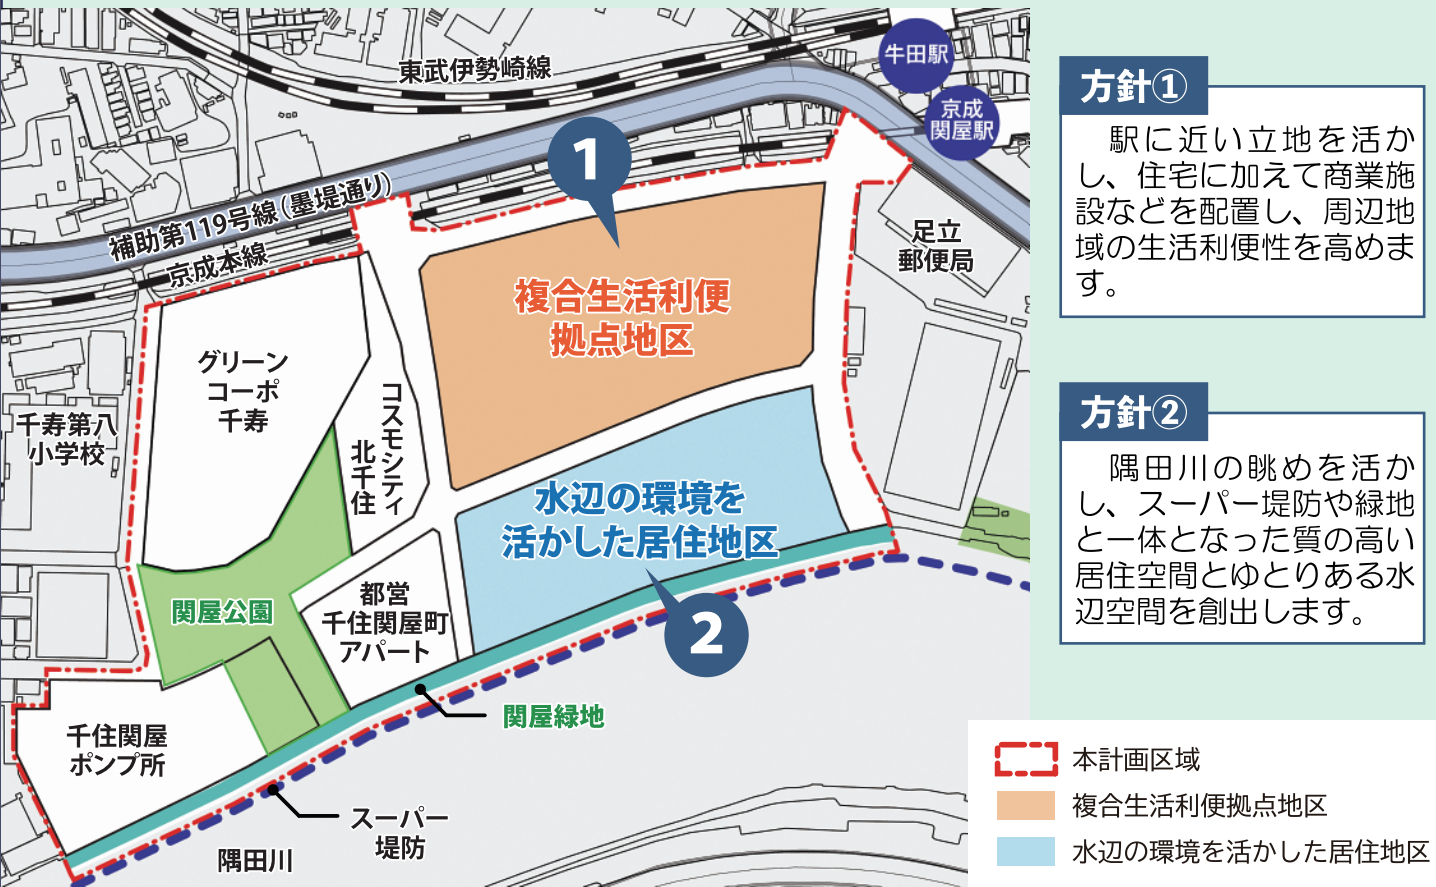 東武伊勢崎線
牛田駅
京成
関屋駅
1
補助第119号線（墨堤通り）
京成本線
足立
郵便局
複合生活利便
拠点地区
グリーン
コーポ
千寿
コスモシティ
北千住
千寿第八
小学校
水辺の環境を
活かした居住地区
関屋公園
都営
千住関屋町
アパート
2
関屋緑地
千住関屋
ポンプ所
スーパー
堤防
隅田川
方針①
駅に近い立地を活か
し、住宅に加えて商業施
設などを配置し、周辺地
域の生活利便性を高めま
す。
方針②
隅田川の眺めを活か
し、スーパー堤防や緑地
と一体となった質の高い
居住空間とゆとりある水
辺空間を創出します。
本計画区域
複合生活利便拠点地区
水辺の環境を活かした居住地区